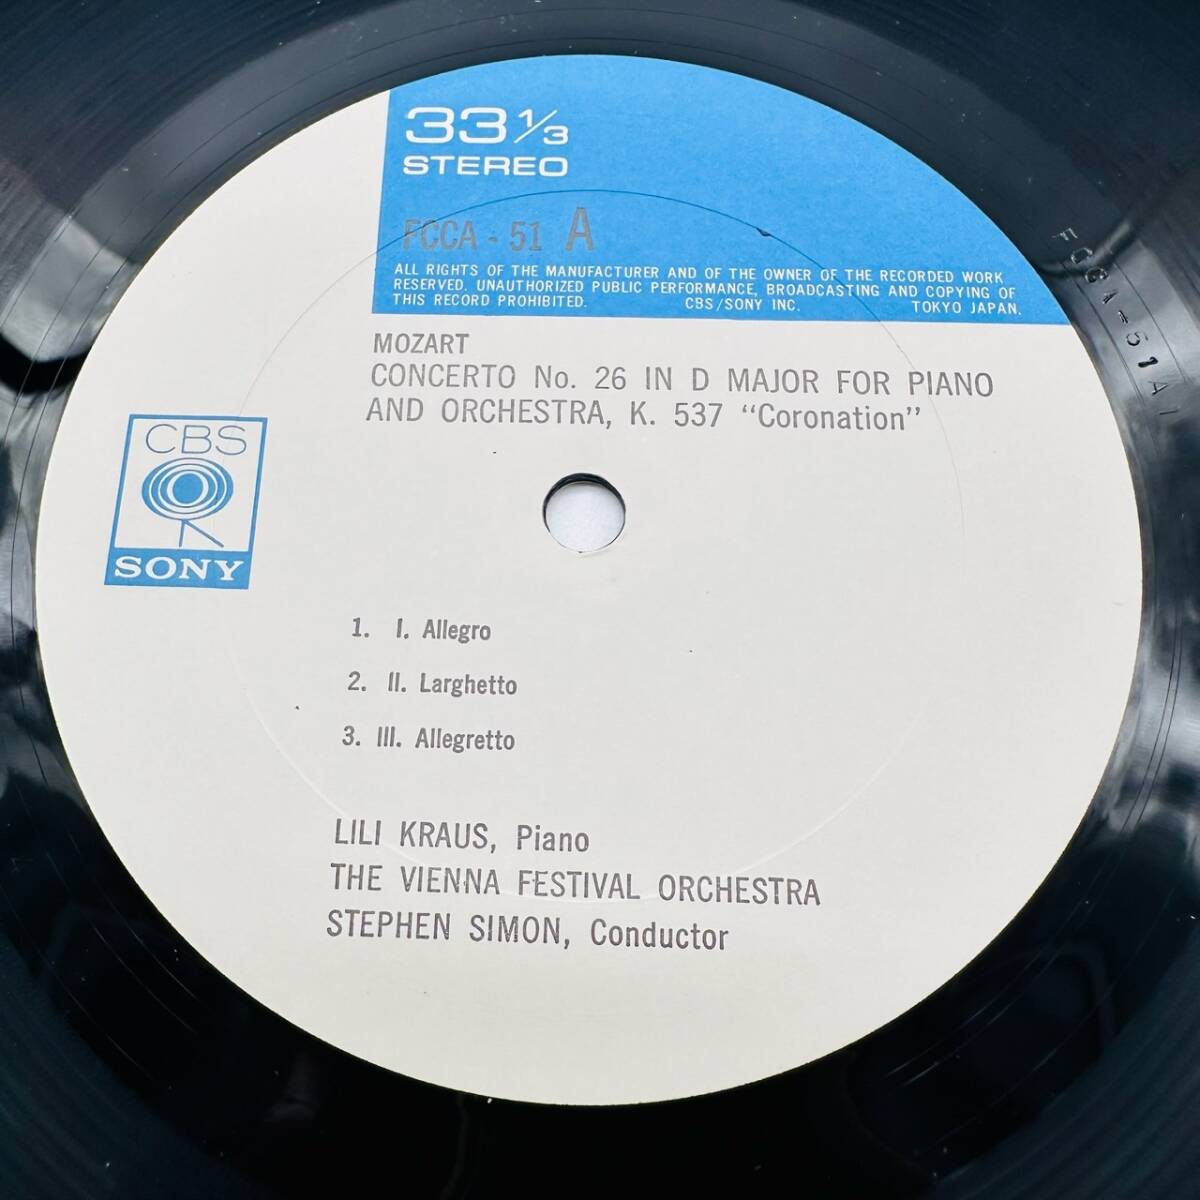 33 1/3
STEREO
FCCA - 51 A
ALL RIGHTS OF THE MANUFACTURER AND OF THE OWNER OF THE RECORDED WORK
RESERVED. UNAUTHORIZED PUBLIC PERFORMANCE, BROADCASTING AND COPYING OF
THIS RECORD PROHIBITED. CBS/SONY INC. TOKYO JAPAN.
MOZART
CONCERTO No. 26 IN D MAJOR FOR PIANO
AND ORCHESTRA, K. 537 "Coronation"
CBS
SONY
1. I. Allegro
2. II. Larghetto
3. III. Allegretto
LILI KRAUS, Piano
THE VIENNA FESTIVAL ORCHESTRA
STEPHEN SIMON, Conductor
FCCA-51A1